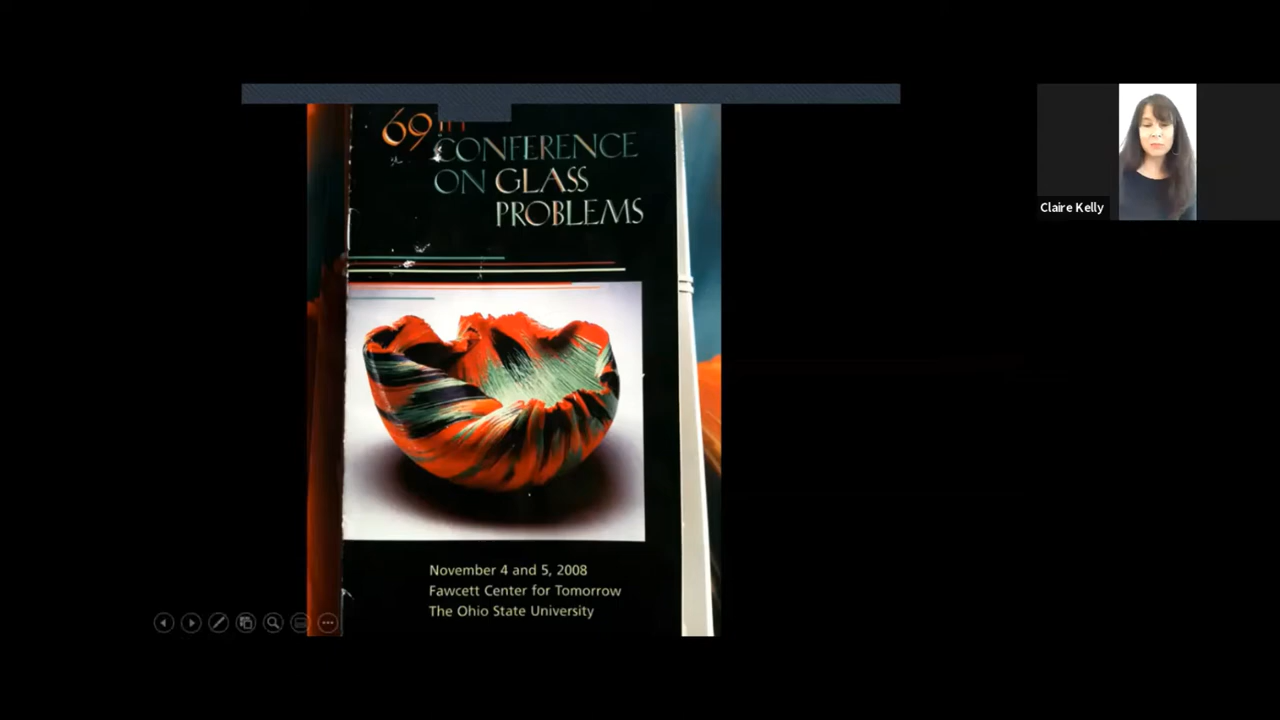 69TH
CONFERENCE
ON GLASS
PROBLEMS
November 4 and 5, 2008
Fawcett Center for Tomorrow
The Ohio State University
Claire Kelly